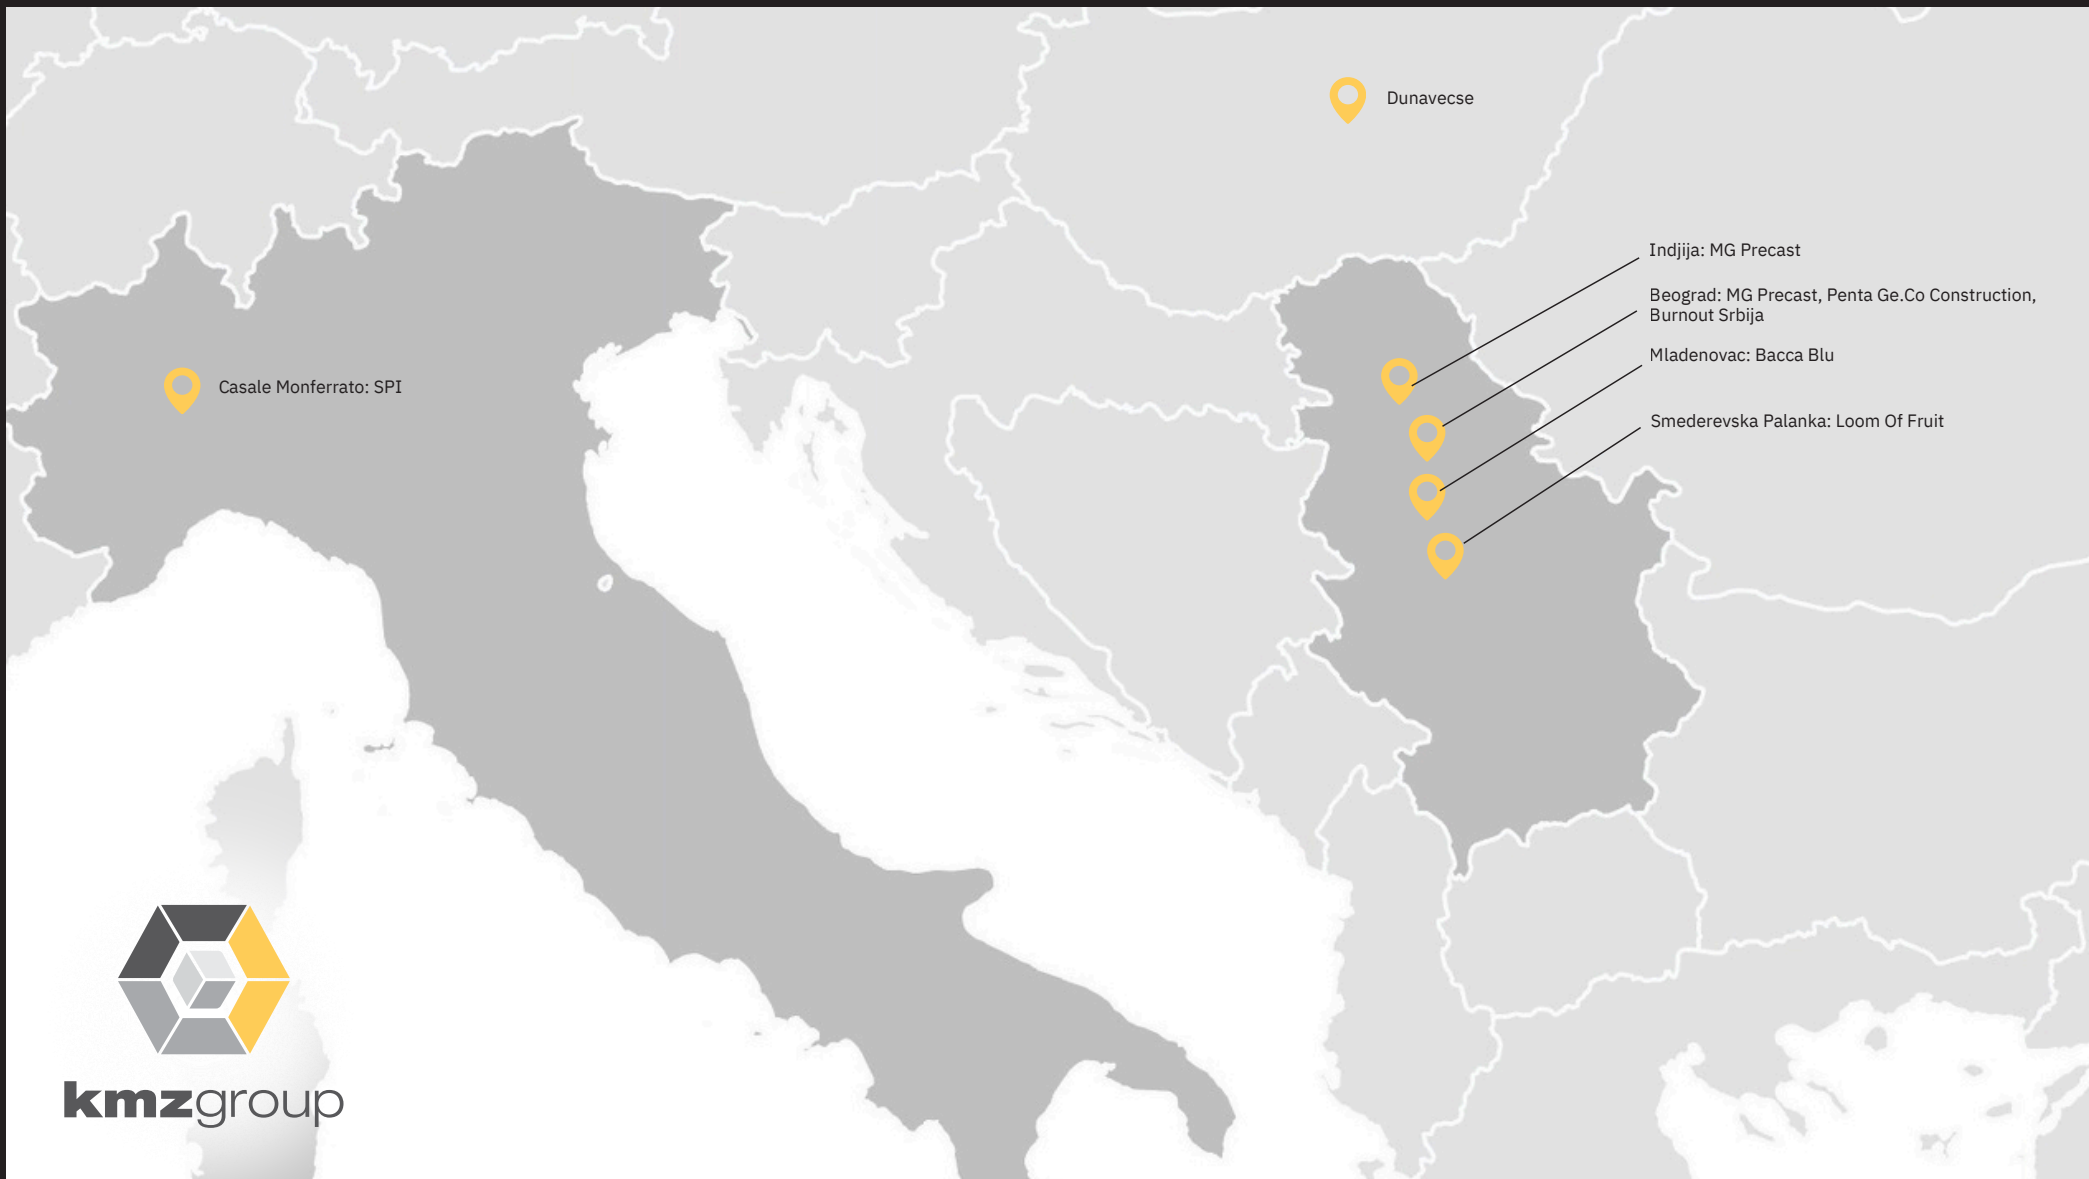 Dunavecse
Indjija: MG Precast
Beograd: MG Precast, Penta Ge.Co Construction,
Burnout Srbija
Mladenovac: Bacca Blu
Casale Monferrato: SPI
Smederevska Palanka: Loom Of Fruit
kmzgroup